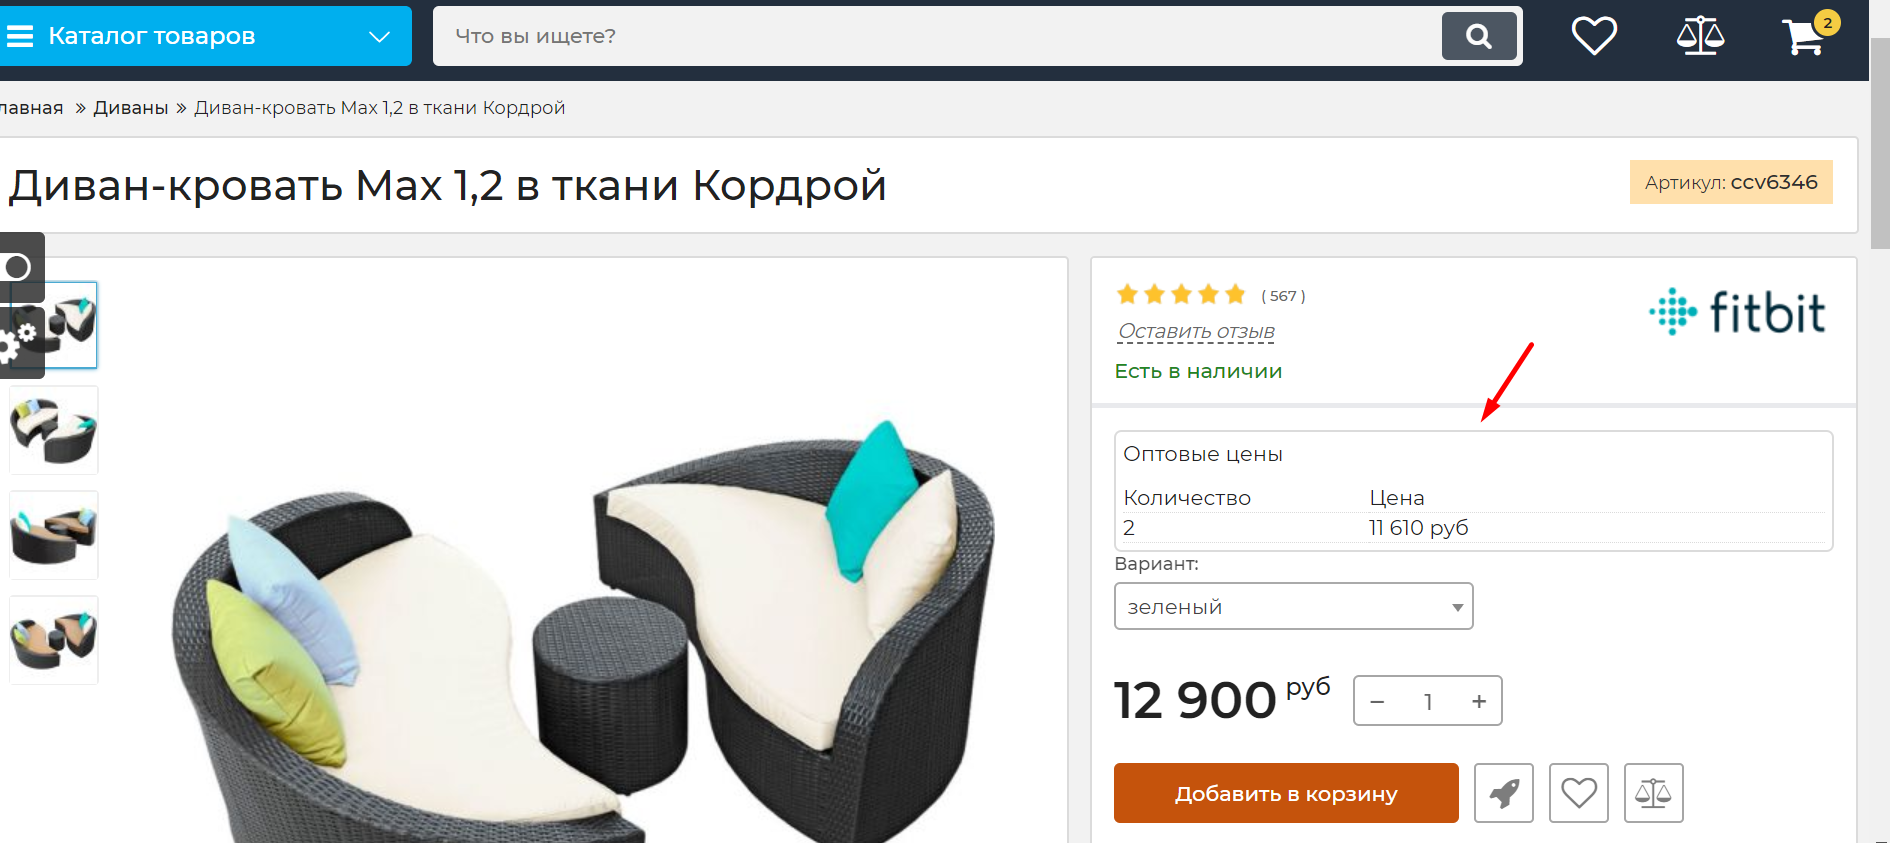 Каталог товаров
Что вы ищете?
2
лавная » Диваны » Диван-кровать Max 1,2 в ткани Кордрой
Диван-кровать Max 1,2 в ткани Кордрой
Артикул: ccv6346
( 567 )
fitbit
Оставить отзыв
Есть в наличии
Оптовые цены
Количество Цена
2 11 610 руб
Вариант:
зеленый
12 900 руб
− 1 +
Добавить в корзину